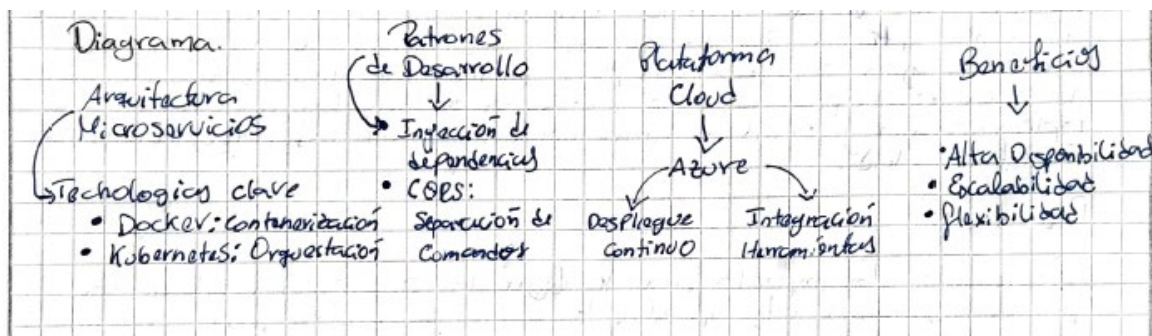 Diagrama.
Arquitectura
Microservicios
Technologias clave
• Docker: Contenerización
• Kubernetes: Orquestación
Patrones
de Desarrollo
• Inyección de
dependencias
• CQRS:
Separación de
Comandos
Plataforma
Cloud
Azure
Despliegue
Continuo
Integración
Herramientas
Beneficios
• Alta Disponibilidad
• Escalabilidad
• flexibilidad